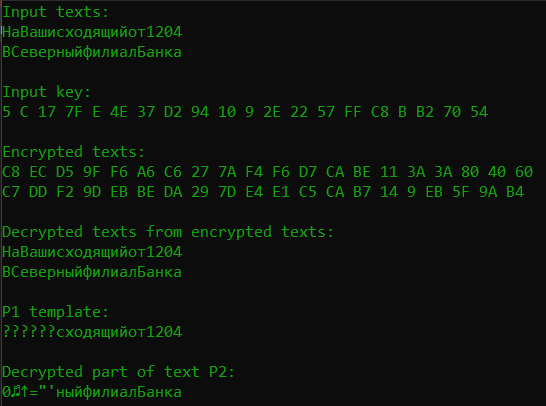 Input texts:
НаВашисходящийот1204
ВСеверныйфилиалБанка
Input key:
5 C 17 7F E 4E 37 D2 94 10 9 2E 22 57 FF C8 B B2 70 54
Encrypted texts:
C8 EC D5 9F F6 A6 C6 27 7A F4 F6 D7 CA BE 11 3A 3A 80 40 60
C7 DD F2 9D EB BE DA 29 7D E4 E1 C5 CA B7 14 9 EB 5F 9A B4
Decrypted texts from encrypted texts:
НаВашисходящийот1204
ВСеверныйфилиалБанка
P1 template:
??????сходящийот1204
Decrypted part of text P2:
0♫↑="'ныйфилиалБанка